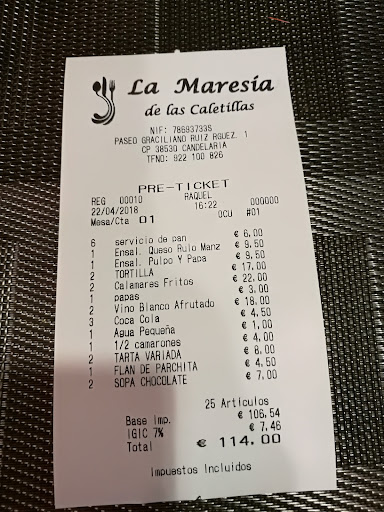 La Maresía
de las Caletillas
NIF: 78693733S
PASEO GRACILIANO RUIZ RGUEZ. 1
CP 38530 CANDELARIA
TFNO: 922 100 826
PRE-TICKET
REG 00010 RAQUEL 000000
22/04/2018 16:22
Mesa/Cta 01 OCU #01
6 servicio de pan € 6,00
1 Ensal. Queso Rulo Manz € 9,50
1 Ensal. Pulpo Y Papa € 9,50
2 TORTILLA € 17,00
2 Calamares Fritos € 22,00
1 papas € 3,00
2 Vino Blanco Afrutado € 18,00
3 Coca Cola € 4,50
1 Agua Pequeña € 1,00
1 1/2 camarones € 4,00
2 TARTA VARIADA € 8,00
1 FLAN DE PARCHITA € 4,50
2 SOPA CHOCOLATE € 7,00
25 Artículos
Base Imp. € 106,54
IGIC 7% € 7,46
Total € 114,00
Impuestos Incluidos